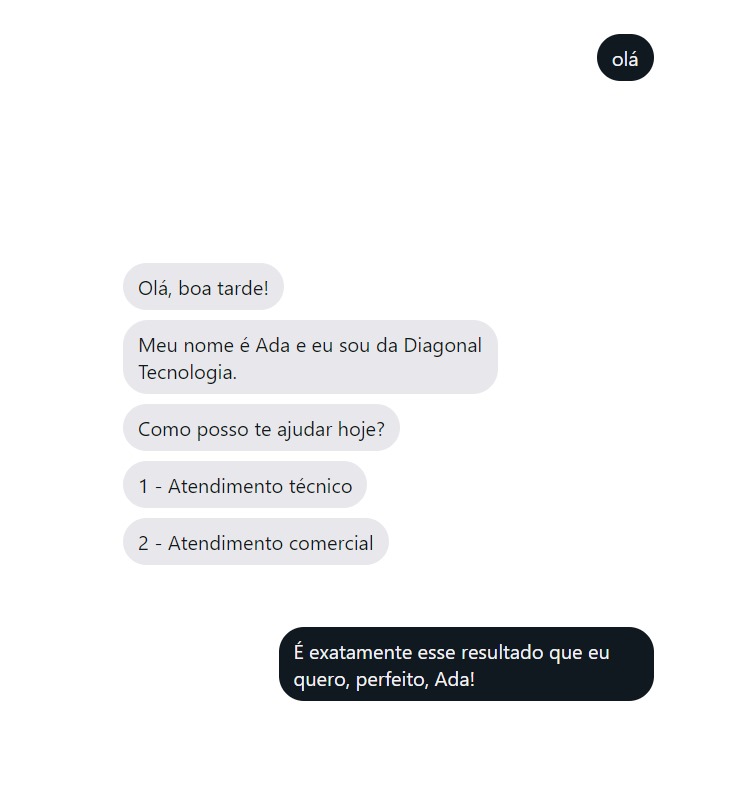 olá
Olá, boa tarde!
Meu nome é Ada e eu sou da Diagonal
Tecnologia.
Como posso te ajudar hoje?
1 - Atendimento técnico
2 - Atendimento comercial
É exatamente esse resultado que eu
quero, perfeito, Ada!